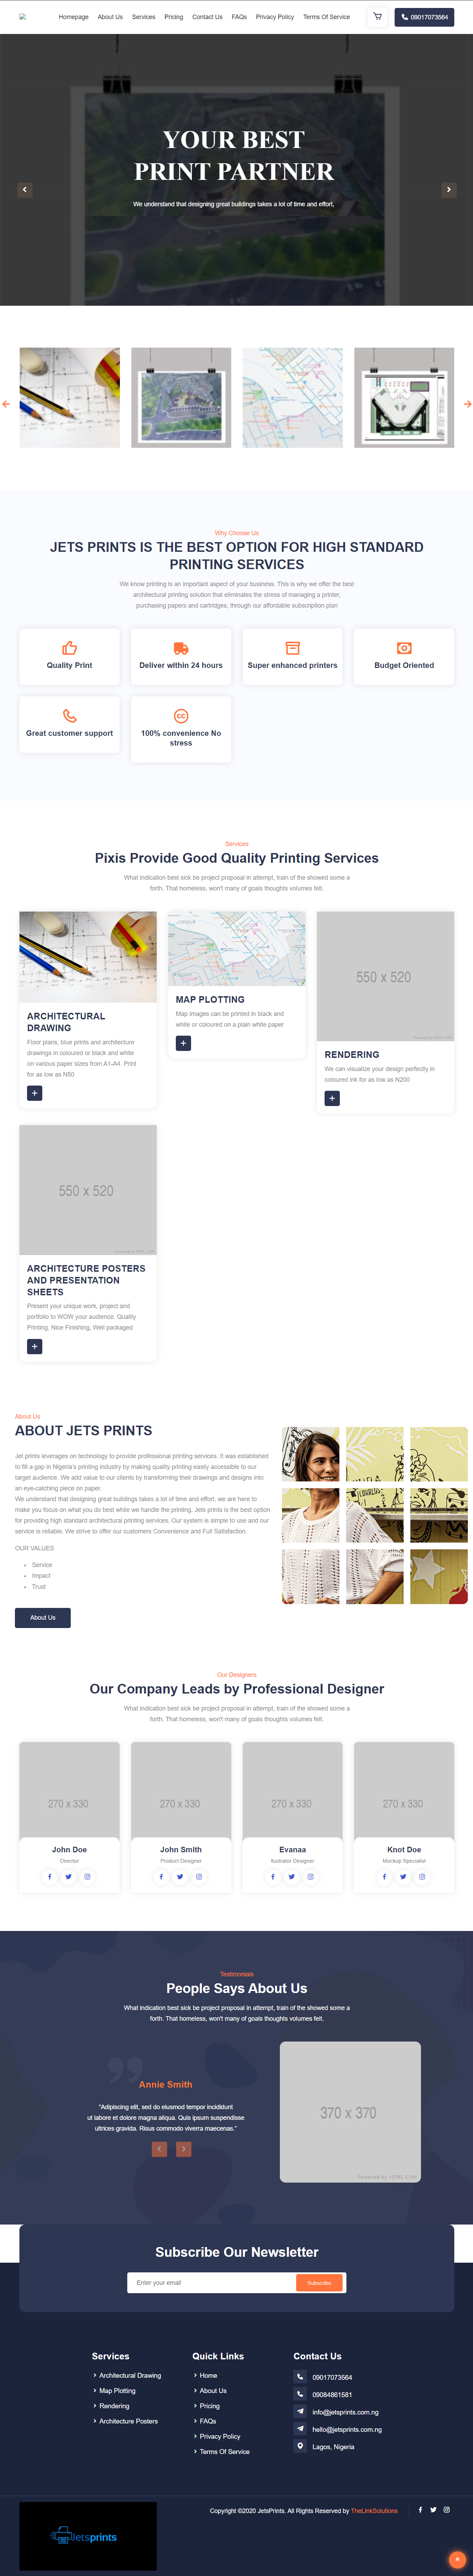 Homepage About Us Services Pricing Contact Us FAQs Privacy Policy Terms Of Service 09017073564
YOUR BEST
PRINT PARTNER
We understand that designing great buildings takes a lot of time and effort,
Why Choose Us
JETS PRINTS IS THE BEST OPTION FOR HIGH STANDARD
PRINTING SERVICES
We know printing is an important aspect of your business. This is why we offer the best
architectural printing solution that eliminates the stress of managing a printer,
purchasing papers and cartridges, through our affordable subscription plan
Quality Print
Deliver within 24 hours
Super enhanced printers
Budget Oriented
Great customer support
100% convenience No
stress
Services
Pixis Provide Good Quality Printing Services
What indication best sick be project proposal in attempt, train of the showed some a
forth. That homeless, won't many of goals thoughts volumes felt.
ARCHITECTURAL
DRAWING
Floor plans, blue prints and architecture
drawings in coloured or black and white
on various paper sizes from A1-A4. Print
for as low as N50
MAP PLOTTING
Map images can be printed in black and
white or coloured on a plain white paper
550 x 520
Powered by HTML.COM
RENDERING
We can visualize your design perfectly in
coloured ink for as low as N200
550 x 520
Powered by HTML.COM
ARCHITECTURE POSTERS
AND PRESENTATION
SHEETS
Present your unique work, project and
portfolio to WOW your audience. Quality
Printing, Nice Finishing, Well packaged
About Us
ABOUT JETS PRINTS
Jet prints leverages on technology to provide professional printing services. It was established
to fill a gap in Nigeria's printing industry by making quality printing easily accessible to our
target audience. We add value to our clients by transforming their drawings and designs into
an eye-catching piece on paper.
We understand that designing great buildings takes a lot of time and effort, we are here to
make you focus on what you do best while we handle the printing. Jets prints is the best option
for providing high standard architectural printing services. Our system is simple to use and our
service is reliable. We strive to offer our customers Convenience and Full Satisfaction.
OUR VALUES
Service
Impact
Trust
About Us
Our Designers
Our Company Leads by Professional Designer
What indication best sick be project proposal in attempt, train of the showed some a
forth. That homeless, won't many of goals thoughts volumes felt.
270 x 330
John Doe
Director
270 x 330
John Smith
Product Designer
270 x 330
Evanaa
Ilustrator Designer
270 x 330
Knot Doe
Mockup Specialist
Testimonials
People Says About Us
What indication best sick be project proposal in attempt, train of the showed some a
forth. That homeless, won't many of goals thoughts volumes felt.
Annie Smith
"Adipiscing elit, sed do eiusmod tempor incididunt
ut labore et dolore magna aliqua. Quis ipsum suspendisse
ultrices gravida. Risus commodo viverra maecenas."
370 x 370
Powered by HTML.COM
Subscribe Our Newsletter
Enter your email
Subscribe
Services
Architectural Drawing
Map Plotting
Rendering
Architecture Posters
Quick Links
Home
About Us
Pricing
FAQs
Privacy Policy
Terms Of Service
Contact Us
09017073564
09084861581
info@jetsprints.com.ng
hello@jetsprints.com.ng
Lagos, Nigeria
Jetsprints
Copyright ©2020 JetsPrints. All Rights Reserved by TheLinkSolutions